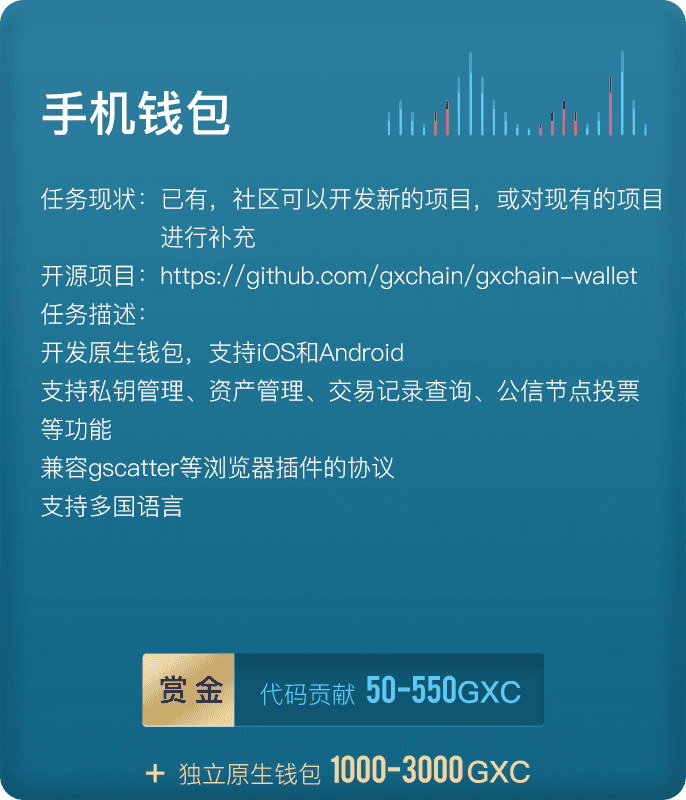 手机钱包
任务现状：已有，社区可以开发新的项目，或对现有的项目
进行补充
开源项目：https://github.com/gxchain/gxchain-wallet
任务描述：
开发原生钱包，支持iOS和Android
支持私钥管理、资产管理、交易记录查询、公信节点投票
等功能
兼容gscatter等浏览器插件的协议
支持多国语言
赏金 代码贡献 50-550GXC
+ 独立原生钱包 1000-3000GXC